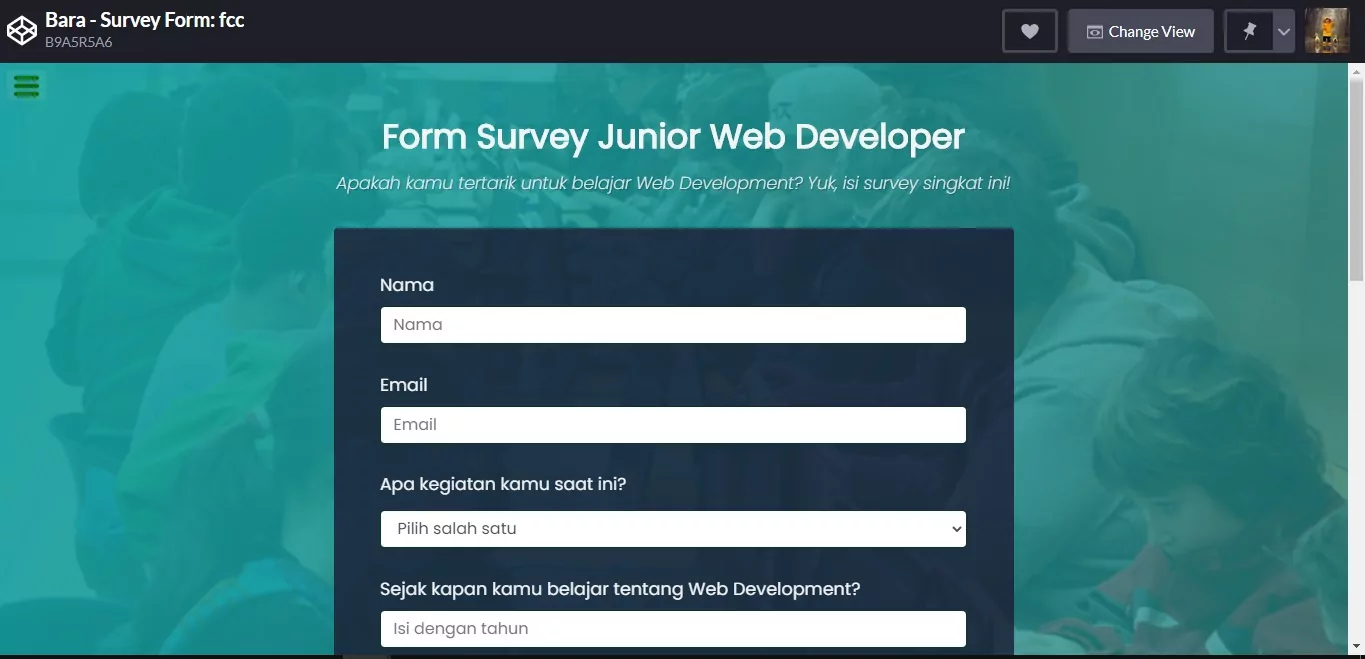 Bara - Survey Form: fcc
B9A5R5A6
Change View
Form Survey Junior Web Developer
Apakah kamu tertarik untuk belajar Web Development? Yuk, isi survey singkat ini!
Nama
Nama
Email
Email
Apa kegiatan kamu saat ini?
Pilih salah satu
Sejak kapan kamu belajar tentang Web Development?
Isi dengan tahun